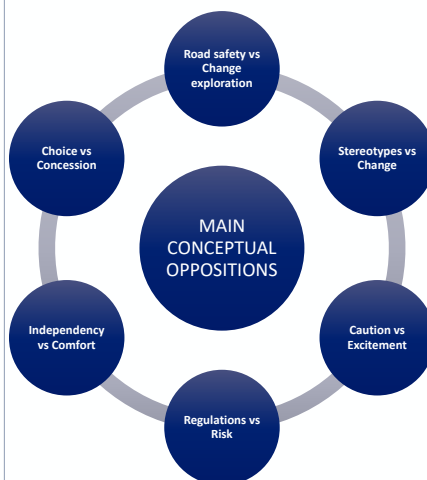 Road safety vs
Change
exploration
Stereotypes vs
Change
Caution vs
Excitement
Regulations vs
Risk
Independency
vs Comfort
Choice vs
Concession
MAIN
CONCEPTUAL
OPPOSITIONS